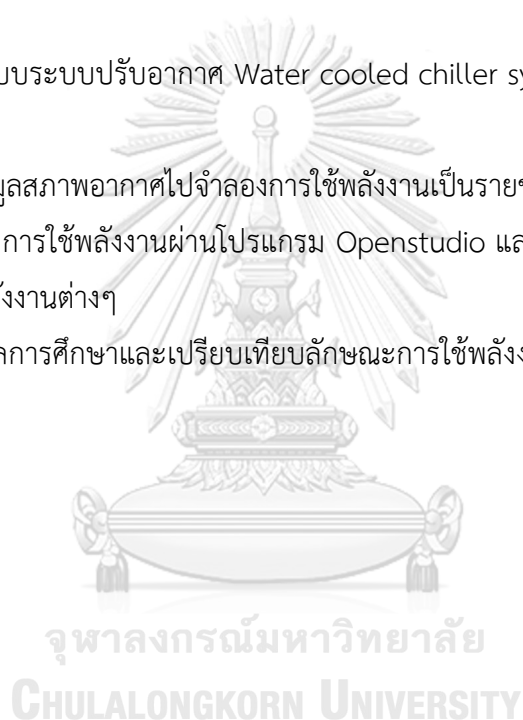 บบระบบปรับอากาศ Water cooled chiller sy
มูลสภาพอากาศไปจำลองการใช้พลังงานเป็นราย
การใช้พลังงานผ่านโปรแกรม Openstudio แล
ังงานต่างๆ
การศึกษาและเปรียบเทียบลักษณะการใช้พลังง
จุฬาลงกรณ์มหาวิทยาลัย
CHULALONGKORN UNIVERSITY